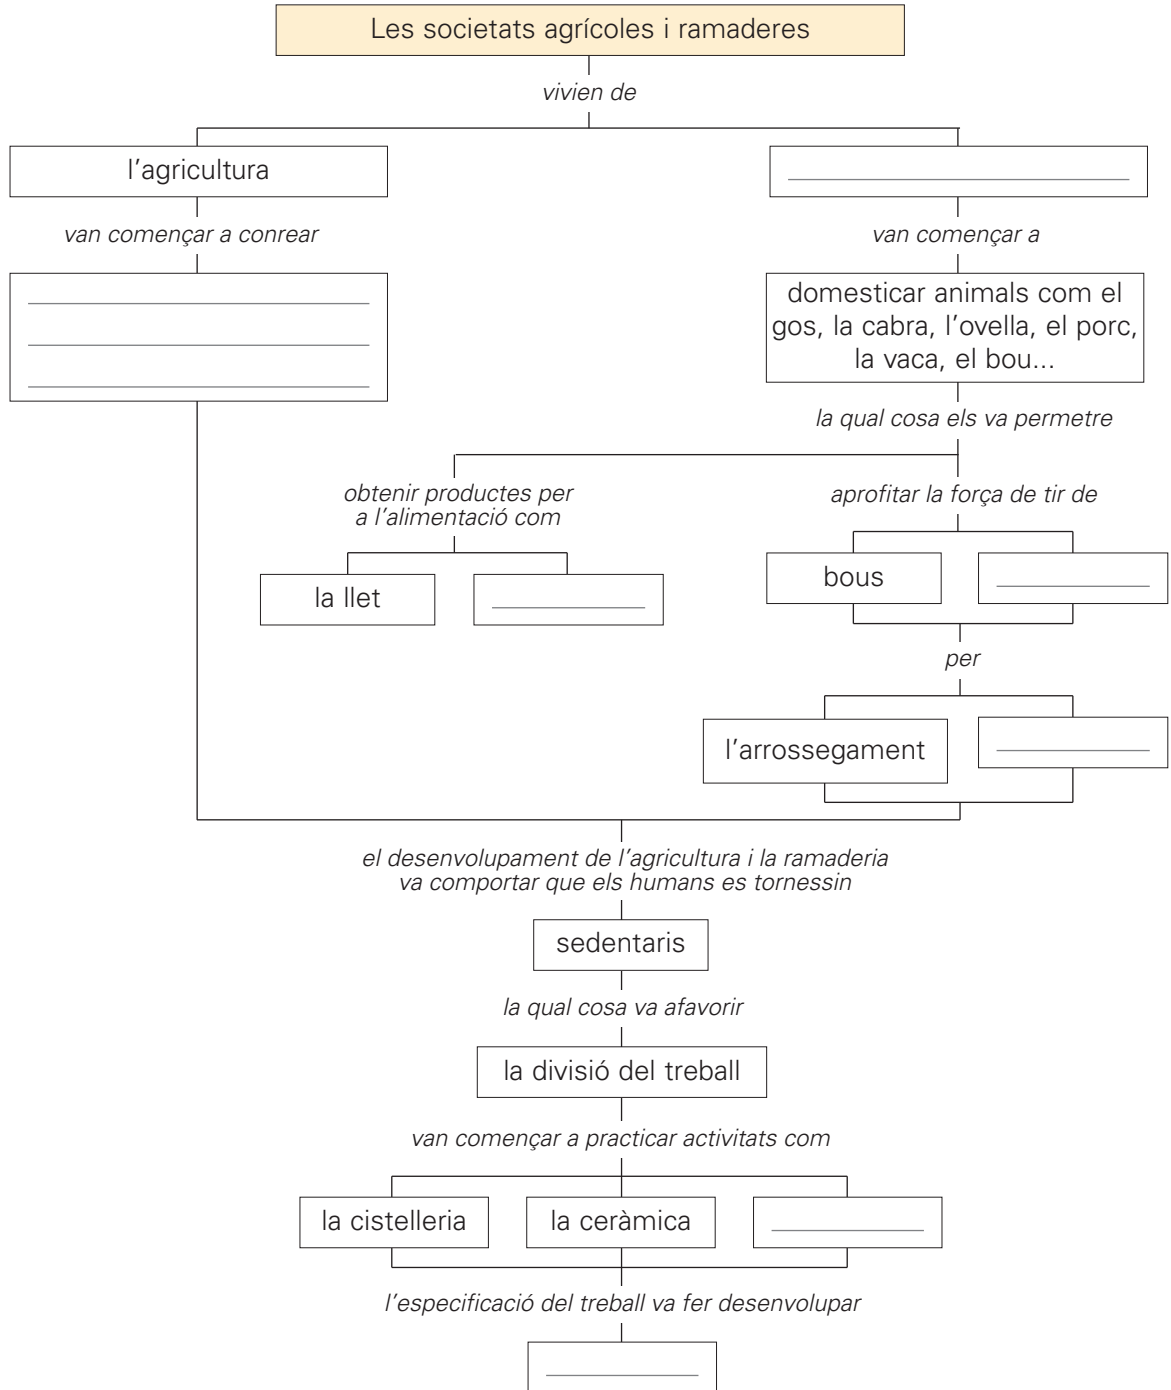 Les societats agrícoles i ramaderes
vivien de
l'agricultura
van començar a conrear
van començar a
domesticar animals com el
gos, la cabra, l'ovella, el porc,
la vaca, el bou...
la qual cosa els va permetre
obtenir productes per
a l'alimentació com
aprofitar la força de tir de
la llet
bous
per
l'arrossegament
el desenvolupament de l'agricultura i la ramaderia
va comportar que els humans es tornessin
sedentaris
la qual cosa va afavorir
la divisió del treball
van començar a practicar activitats com
la cistelleria
la ceràmica
l'especificació del treball va fer desenvolupar